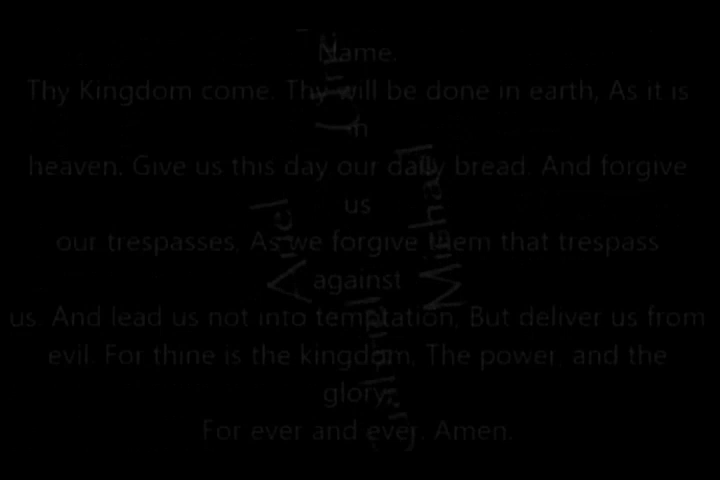 Name.
Thy Kingdom come. Thy will be done in earth, As it is
in
heaven. Give us this day our daily bread. And forgive
us
our trespasses, As we forgive them that trespass
against
us. And lead us not into temptation, But deliver us from
evil. For thine is the kingdom, The power, and the
glory,
For ever and ever. Amen.
Michael